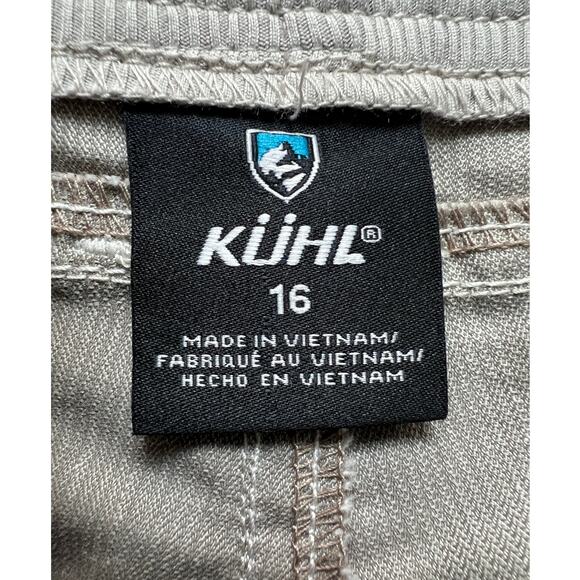 KÜHL®
16
MADE IN VIETNAM/
FABRIQUÉ AU VIETNAM/
HECHO EN VIETNAM